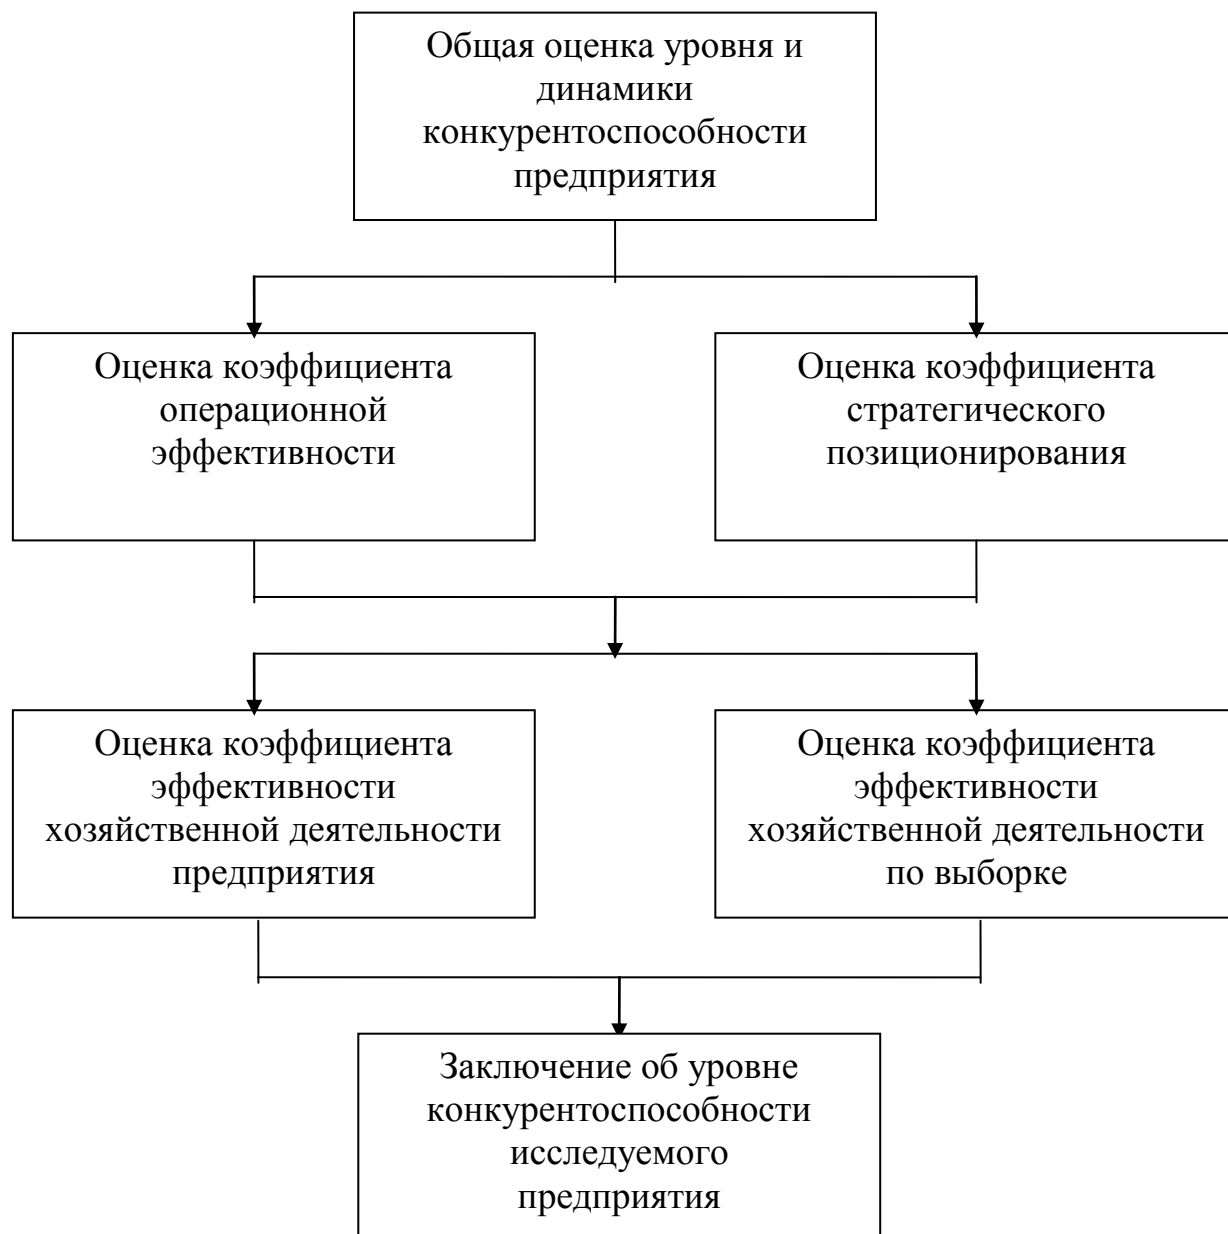 Общая оценка уровня и
динамики
конкурентоспособности
предприятия
Оценка коэффициента
операционной
эффективности
Оценка коэффициента
стратегического
позиционирования
Оценка коэффициента
эффективности
хозяйственной деятельности
предприятия
Оценка коэффициента
эффективности
хозяйственной деятельности
по выборке
Заключение об уровне
конкурентоспособности
исследуемого
предприятия